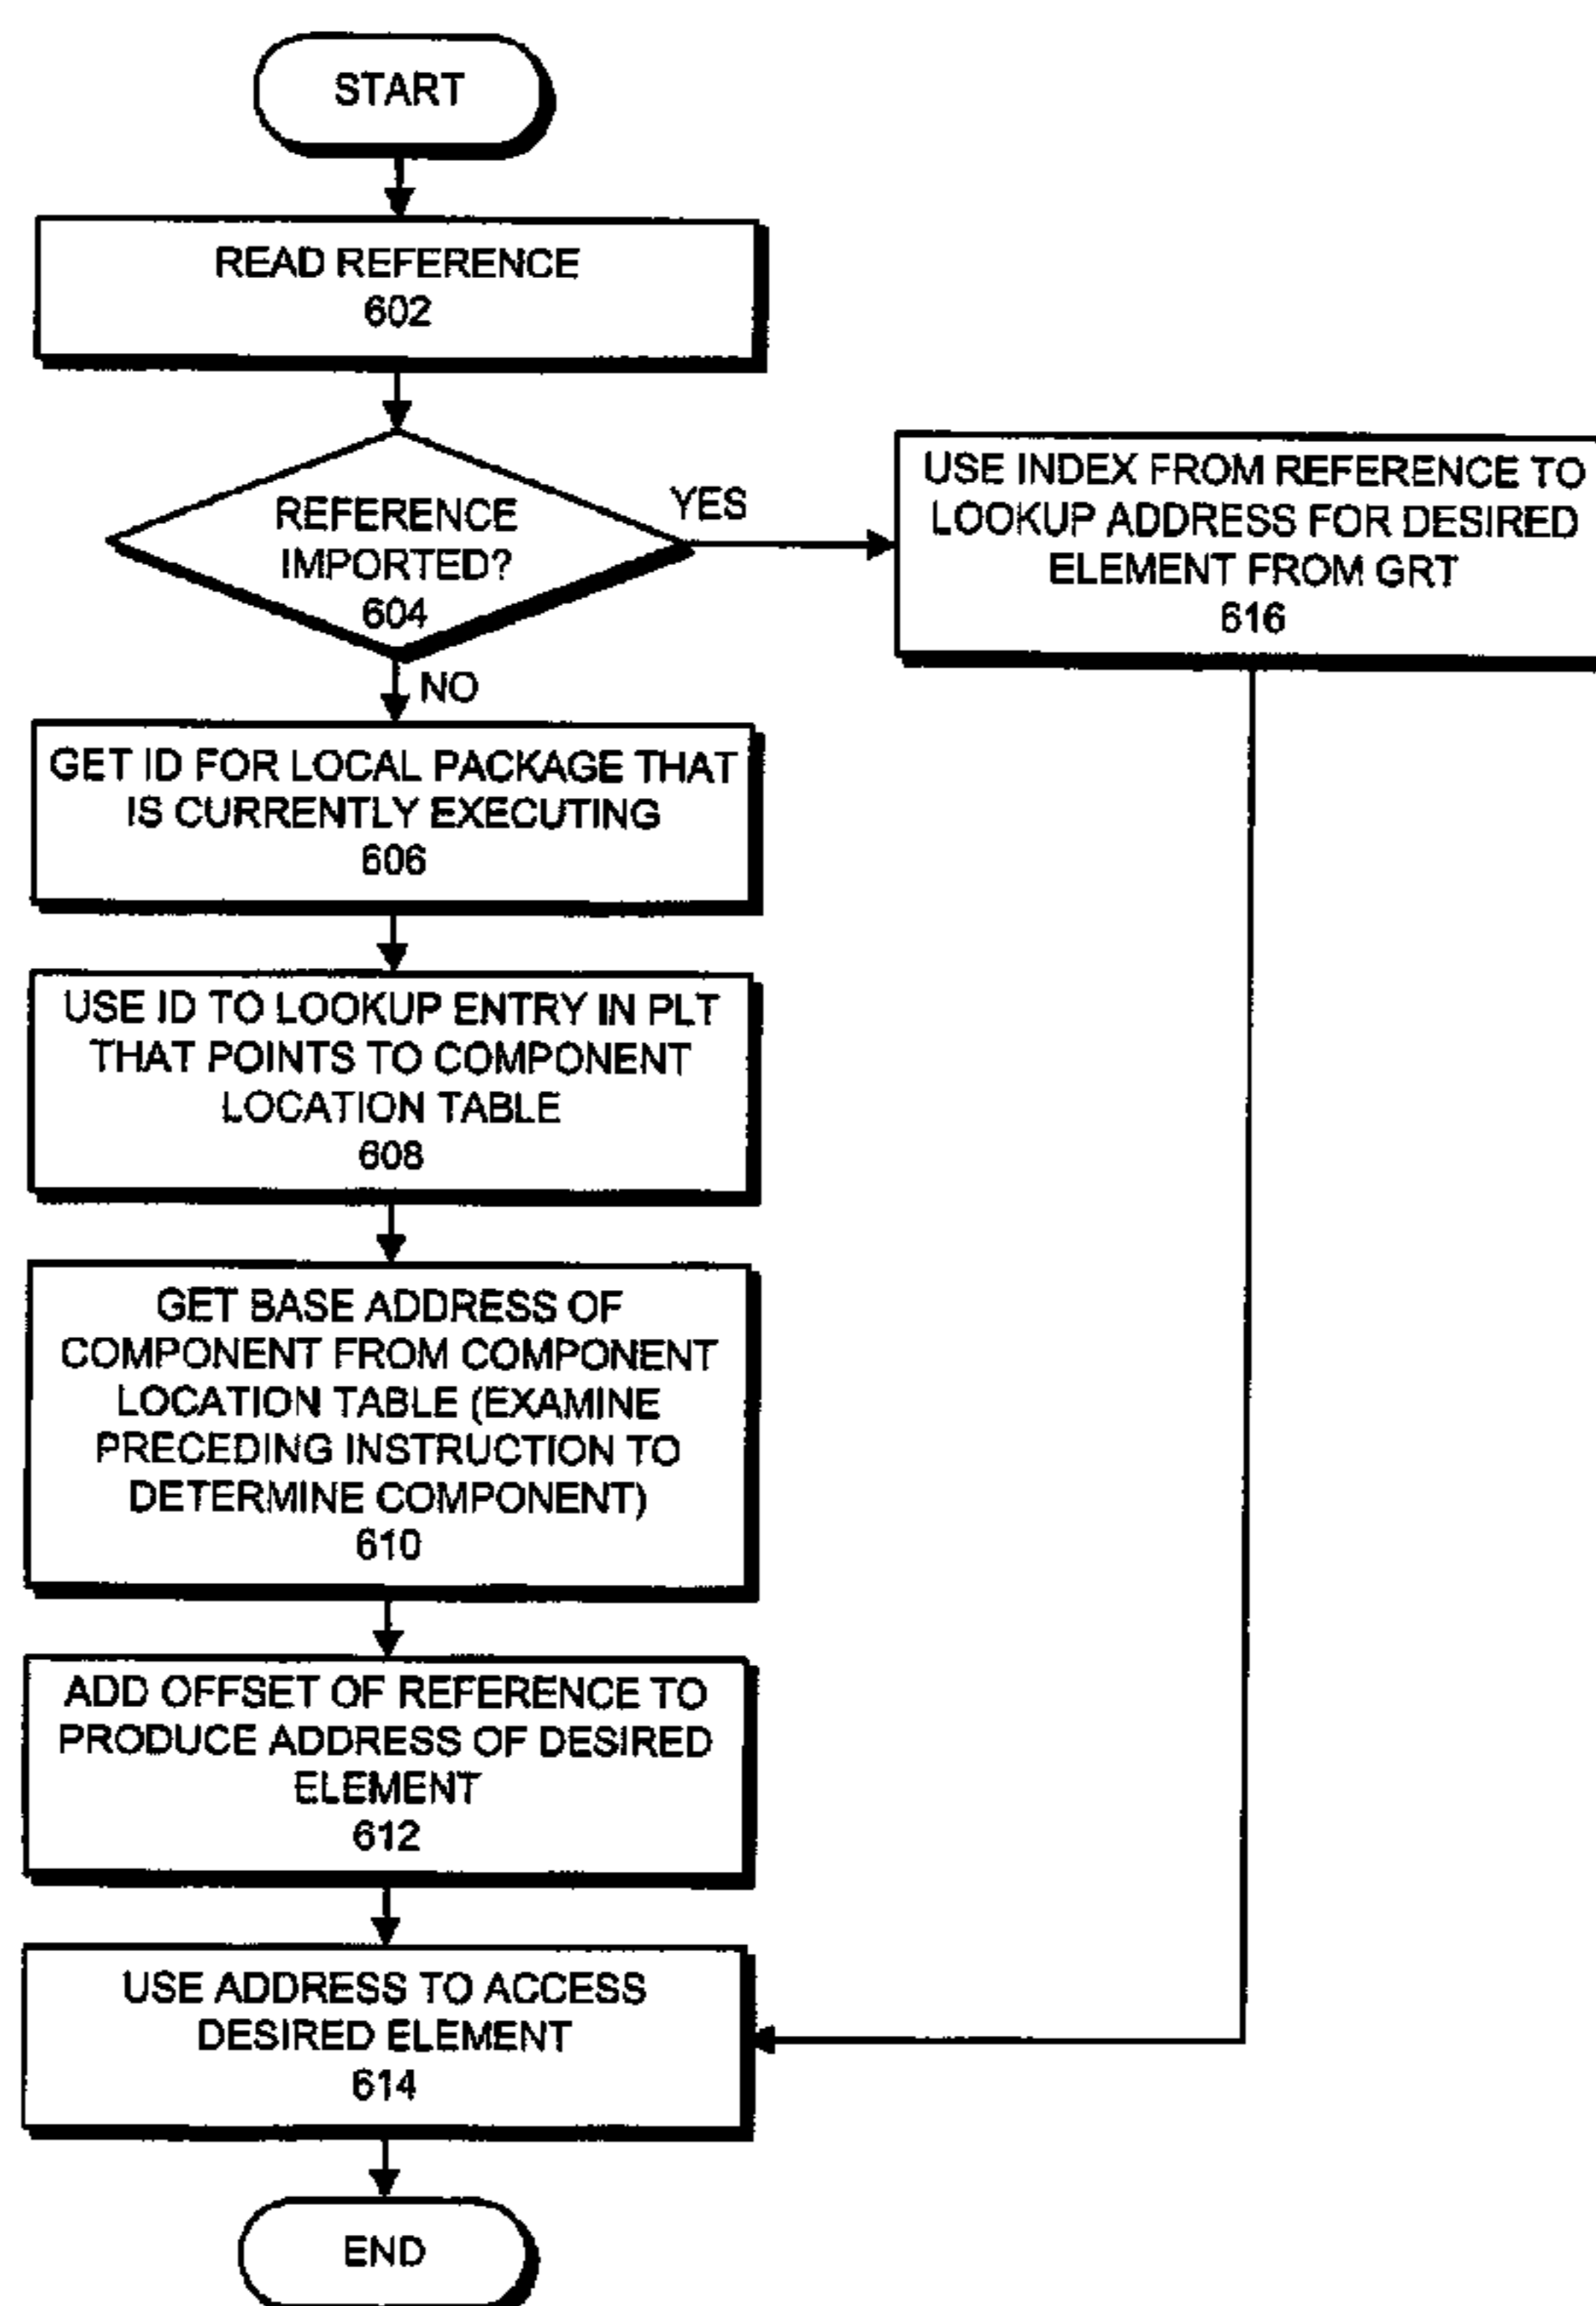 START
READ REFERENCE
602
REFERENCE
IMPORTED?
604
YES
USE INDEX FROM REFERENCE TO
LOOKUP ADDRESS FOR DESIRED
ELEMENT FROM GRT
616
NO
GET ID FOR LOCAL PACKAGE THAT
IS CURRENTLY EXECUTING
606
USE ID TO LOOKUP ENTRY IN PLT
THAT POINTS TO COMPONENT
LOCATION TABLE
608
GET BASE ADDRESS OF
COMPONENT FROM COMPONENT
LOCATION TABLE (EXAMINE
PRECEDING INSTRUCTION TO
DETERMINE COMPONENT)
610
ADD OFFSET OF REFERENCE TO
PRODUCE ADDRESS OF DESIRED
ELEMENT
612
USE ADDRESS TO ACCESS
DESIRED ELEMENT
614
END